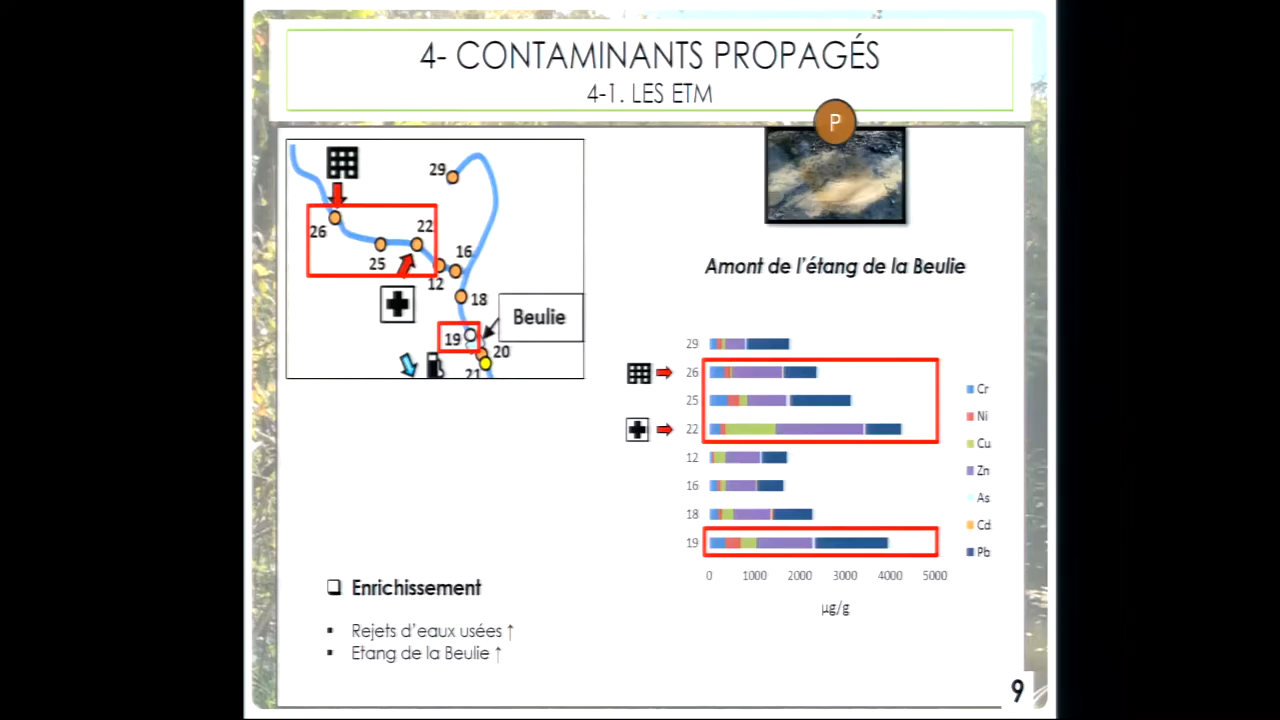 4- CONTAMINANTS PROPAGÉS
4-1. LES ETM
P
29
26
22
25
16
12
18
Beulie
19
20
21
Amont de l'étang de la Beulie
29
26
25
22
12
16
18
19
0 1000 2000 3000 4000 5000
µg/g
Cr
Ni
Cu
Zn
As
Cd
Pb
Enrichissement
Rejets d'eaux usées ↑
Etang de la Beulie ↑
9